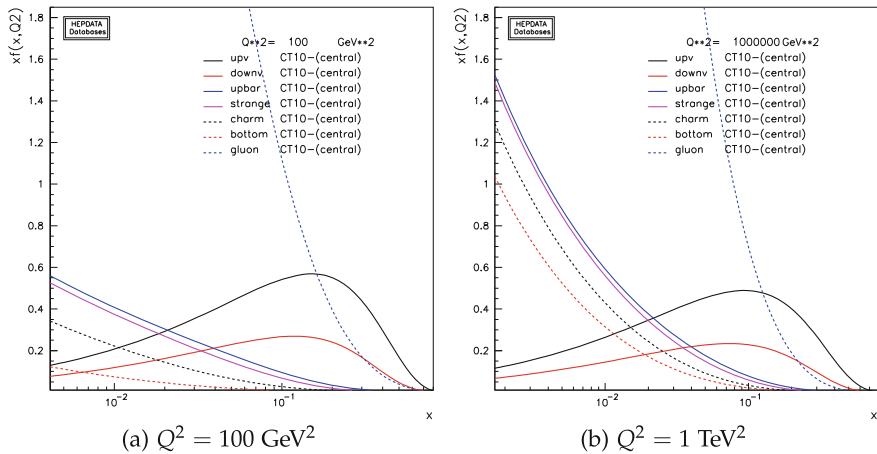 HEPDATA
Databases
Q**2= 100 GeV**2
upv CT10-(central)
downv CT10-(central)
upbar CT10-(central)
strange CT10-(central)
charm CT10-(central)
bottom CT10-(central)
gluon CT10-(central)
xf(x,Q2)
1.8
1.6
1.4
1.2
1
0.8
0.6
0.4
0.2
10⁻²
10⁻¹
x
(a) Q² = 100 GeV²
HEPDATA
Databases
Q**2= 1000000 GeV**2
upv CT10-(central)
downv CT10-(central)
upbar CT10-(central)
strange CT10-(central)
charm CT10-(central)
bottom CT10-(central)
gluon CT10-(central)
xf(x,Q2)
1.8
1.6
1.4
1.2
1
0.8
0.6
0.4
0.2
10⁻²
10⁻¹
x
(b) Q² = 1 TeV²